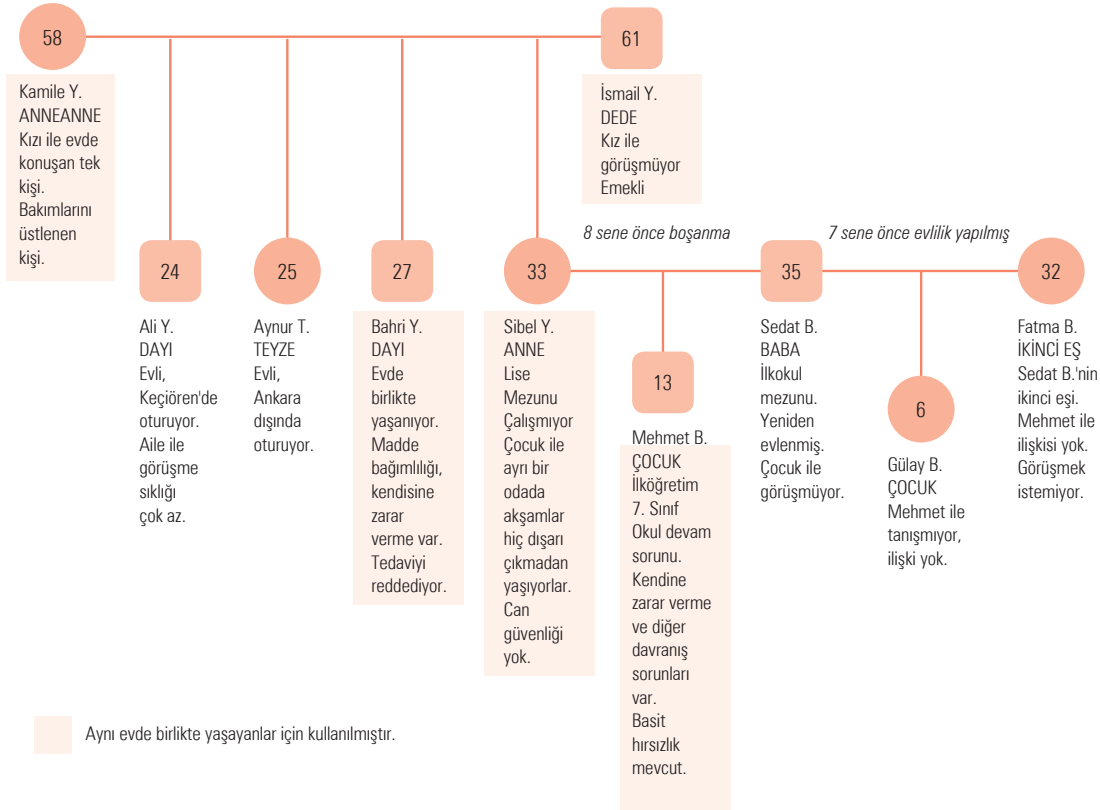 58
Kamile Y.
ANNEANNE
Kızı ile evde
konuşan tek
kişi.
Bakımlarını
üstlenen
kişi.
61
İsmail Y.
DEDE
Kız ile
görüşmüyor
Emekli
8 sene önce boşanma
7 sene önce evlilik yapılmış
24
Ali Y.
DAYI
Evli,
Keçiören'de
oturuyor.
Aile ile
görüşme
sıklığı
çok az.
25
Aynur T.
TEYZE
Evli,
Ankara
dışında
oturuyor.
27
Bahri Y.
DAYI
Evde
birlikte
yaşanıyor.
Madde
bağımlılığı,
kendisine
zarar
verme var.
Tedaviyi
reddediyor.
33
Sibel Y.
ANNE
Lise
Mezunu
Çalışmıyor
Çocuk ile
ayrı bir
odada
akşamlar
hiç dışarı
çıkmadan
yaşıyorlar.
Can
güvenliği
yok.
13
Mehmet B.
ÇOCUK
İlköğretim
7. Sınıf
Okul devam
sorunu.
Kendine
zarar verme
ve diğer
davranış
sorunları
var.
Basit
hırsızlık
mevcut.
35
Sedat B.
BABA
İlkokul
mezunu.
Yeniden
evlenmiş.
Çocuk ile
görüşmüyor.
6
Gülay B.
ÇOCUK
Mehmet ile
tanışmıyor,
ilişki yok.
32
Fatma B.
İKİNCİ EŞ
Sedat B.'nin
ikinci eşi.
Mehmet ile
ilişkisi yok.
Görüşmek
istemiyor.
Aynı evde birlikte yaşayanlar için kullanılmıştır.